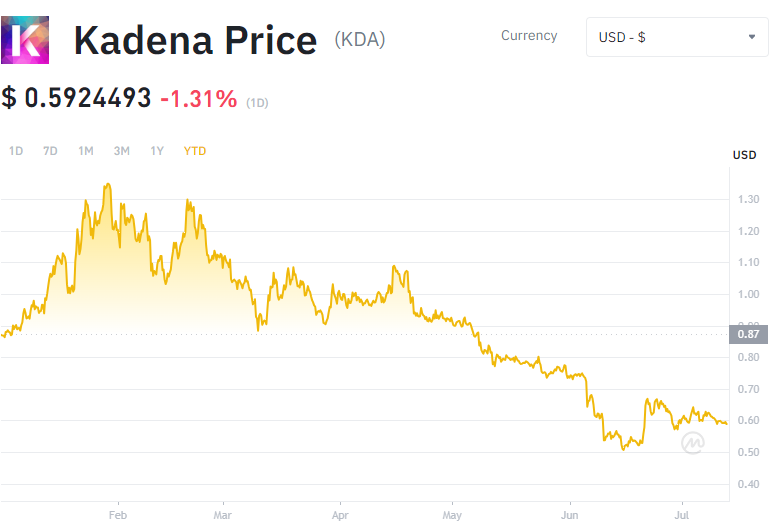 K
Kadena Price (KDA)
Currency
USD - $
$ 0.5924493 -1.31% (1D)
1D 7D 1M 3M 1Y YTD
USD
1.30
1.20
1.10
1.00
0.90
0.87
0.80
0.70
0.60
0.50
0.40
Feb Mar Apr May Jun Jul